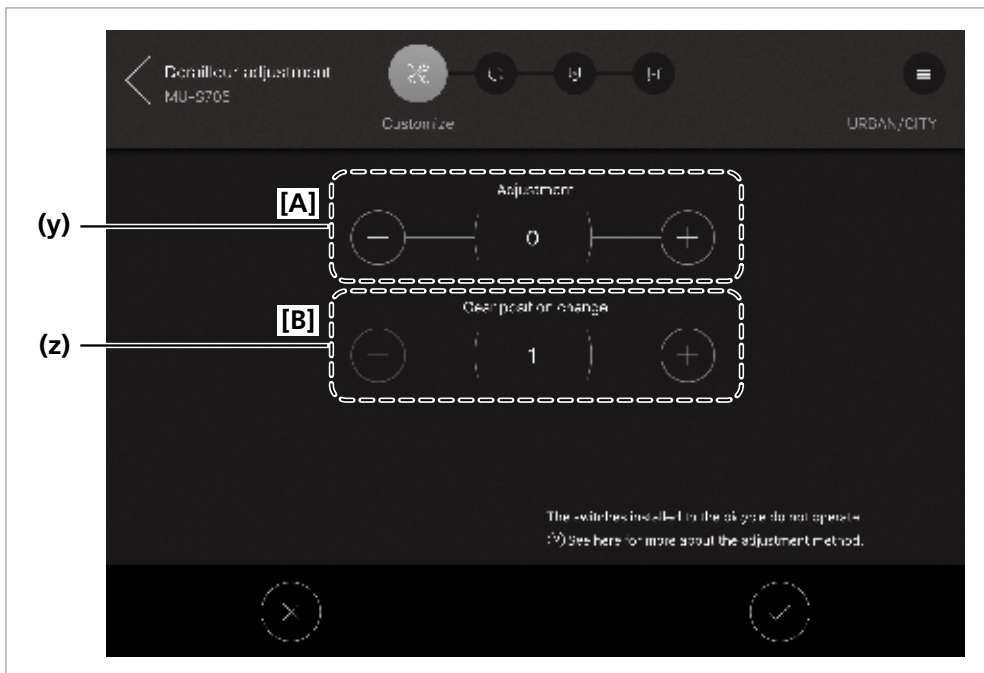 Derailleur adjustment
MU-S705
Customize
URBAN/CITY
[A]
Adjustment
(y)
0
[B]
Gear position change
(z)
1
The switches installed to the bicycle do not operate.
(?) See here for more about the adjustment method.